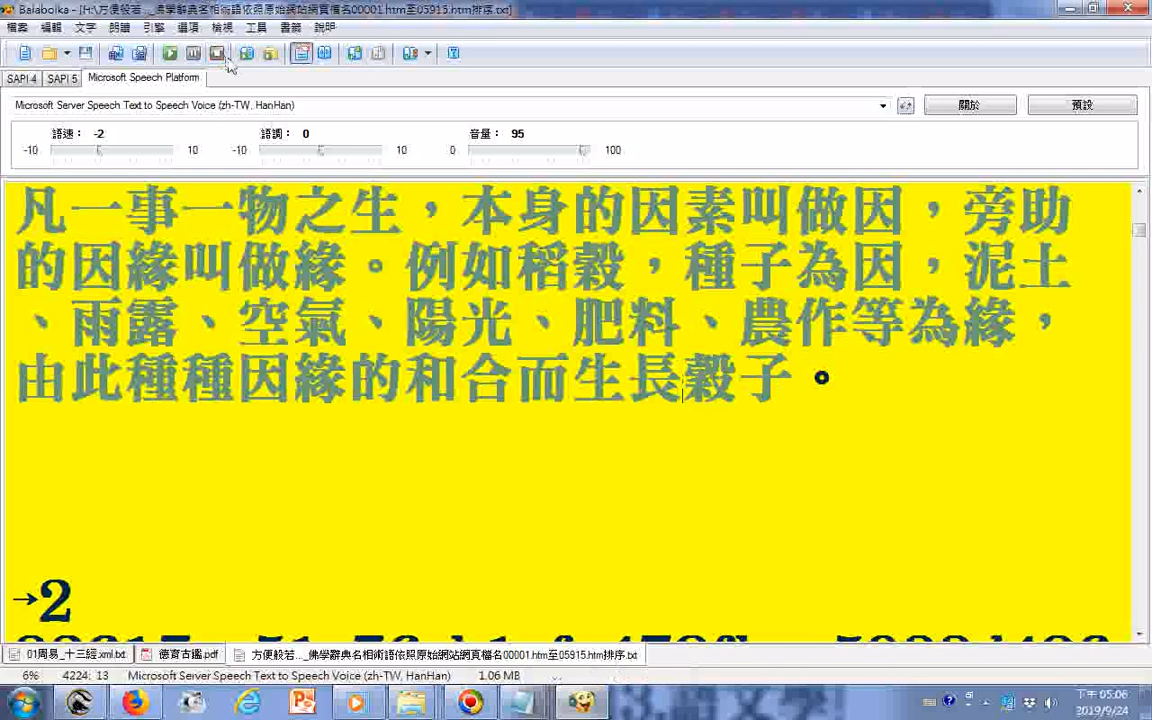 Balabolka - [H:\方便般若..._佛學辭典名相術語依照原始網站網頁檔名00001.htm至05915.htm排序.txt]
檔案 編輯 文字 朗讀 引擎 選項 檢視 工具 書籤 說明
SAPI 4 SAPI 5 Microsoft Speech Platform
Microsoft Server Speech Text to Speech Voice (zh-TW, HanHan) 關於 預設
語速： -2 語調： 0 音量： 95
-10 10 -10 10 0 100
凡一事一物之生，本身的因素叫做因，旁助
的因緣叫做緣。例如稻穀，種子為因，泥土
、雨露、空氣、陽光、肥料、農作等為緣，
由此種種因緣的和合而生長穀子。
→2
01周易_十三經.xml.txt 德育古鑑.pdf 方便般若..._佛學辭典名相術語依照原始網站網頁檔名00001.htm至05915.htm排序.txt
6% 4224: 13 Microsoft Server Speech Text to Speech Voice (zh-TW, HanHan) 1.06 MB
下午 05:06
2019/9/24